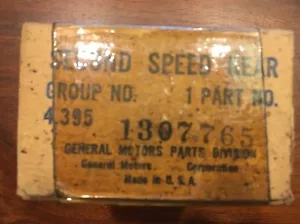 SECOND SPEED REAR
GROUP NO. 1 PART NO.
4,395 1307765
GENERAL MOTORS PARTS DIVISION
General Motors Corporation
Made in U.S.A.